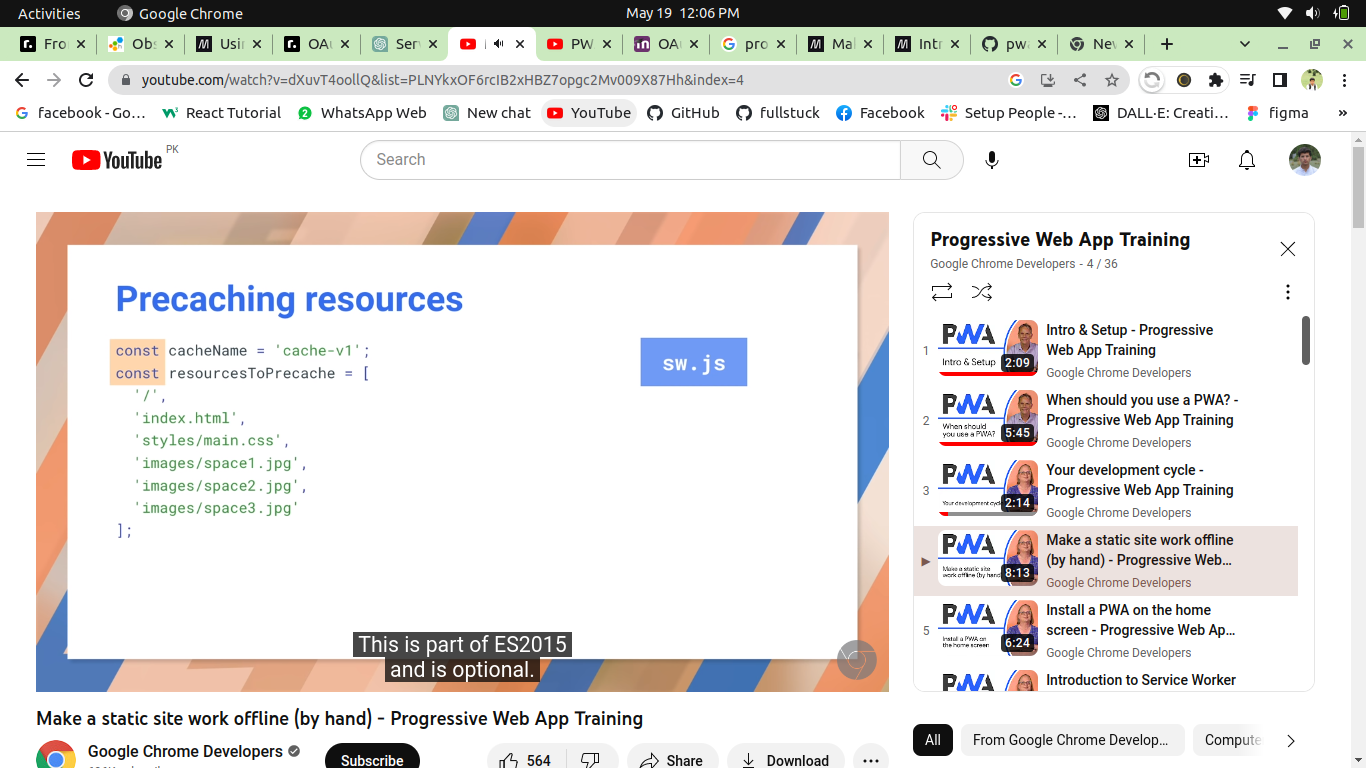 Activities
Google Chrome
May 19 12:06 PM
Fro
Obs
Usin
OAu
Serv
PW
OAu
pro
Mak
Intr
pwa
New
youtube.com/watch?v=dXuvT4oollQ&list=PLNYkxOF6rcIB2xHBZ7opgc2Mv009X87Hh&index=4
facebook - Go…
React Tutorial
WhatsApp Web
New chat
YouTube
GitHub
fullstuck
Facebook
Setup People -…
DALL·E: Creati…
figma
»
YouTube PK
Search
Precaching resources
const cacheName = 'cache-v1';
const resourcesToPrecache = [
'/',
'index.html',
'styles/main.css',
'images/space1.jpg',
'images/space2.jpg',
'images/space3.jpg'
];
sw.js
This is part of ES2015
and is optional.
Progressive Web App Training
Google Chrome Developers - 4 / 36
1
PWA
Intro & Setup
2:09
Intro & Setup - Progressive
Web App Training
Google Chrome Developers
2
PWA
When should
you use a PWA?
5:45
When should you use a PWA? -
Progressive Web App Training
Google Chrome Developers
3
PWA
Your development cycle
2:14
Your development cycle -
Progressive Web App Training
Google Chrome Developers
PWA
Make a static site
work offline (by hand)
8:13
Make a static site work offline
(by hand) - Progressive Web…
Google Chrome Developers
5
PWA
Install a PWA on
the home screen
6:24
Install a PWA on the home
screen - Progressive Web Ap…
Google Chrome Developers
PWA
Introduction to Service Worker
Make a static site work offline (by hand) - Progressive Web App Training
Google Chrome Developers
Subscribe
564
Share
Download
All
From Google Chrome Develop…
Compute